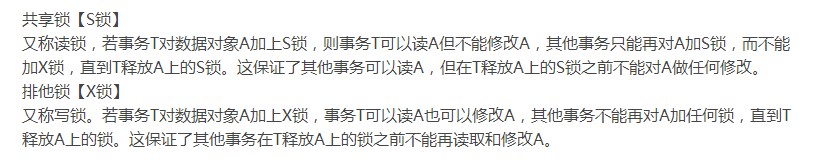 共享锁【S锁】
又称读锁，若事务T对数据对象A加上S锁，则事务T可以读A但不能修改A，其他事务只能再对A加S锁，而不能
加X锁，直到T释放A上的S锁。这保证了其他事务可以读A，但在T释放A上的S锁之前不能对A做任何修改。
排他锁【X锁】
又称写锁。若事务T对数据对象A加上X锁，事务T可以读A也可以修改A，其他事务不能再对A加任何锁，直到T
释放A上的锁。这保证了其他事务在T释放A上的锁之前不能再读取和修改A。